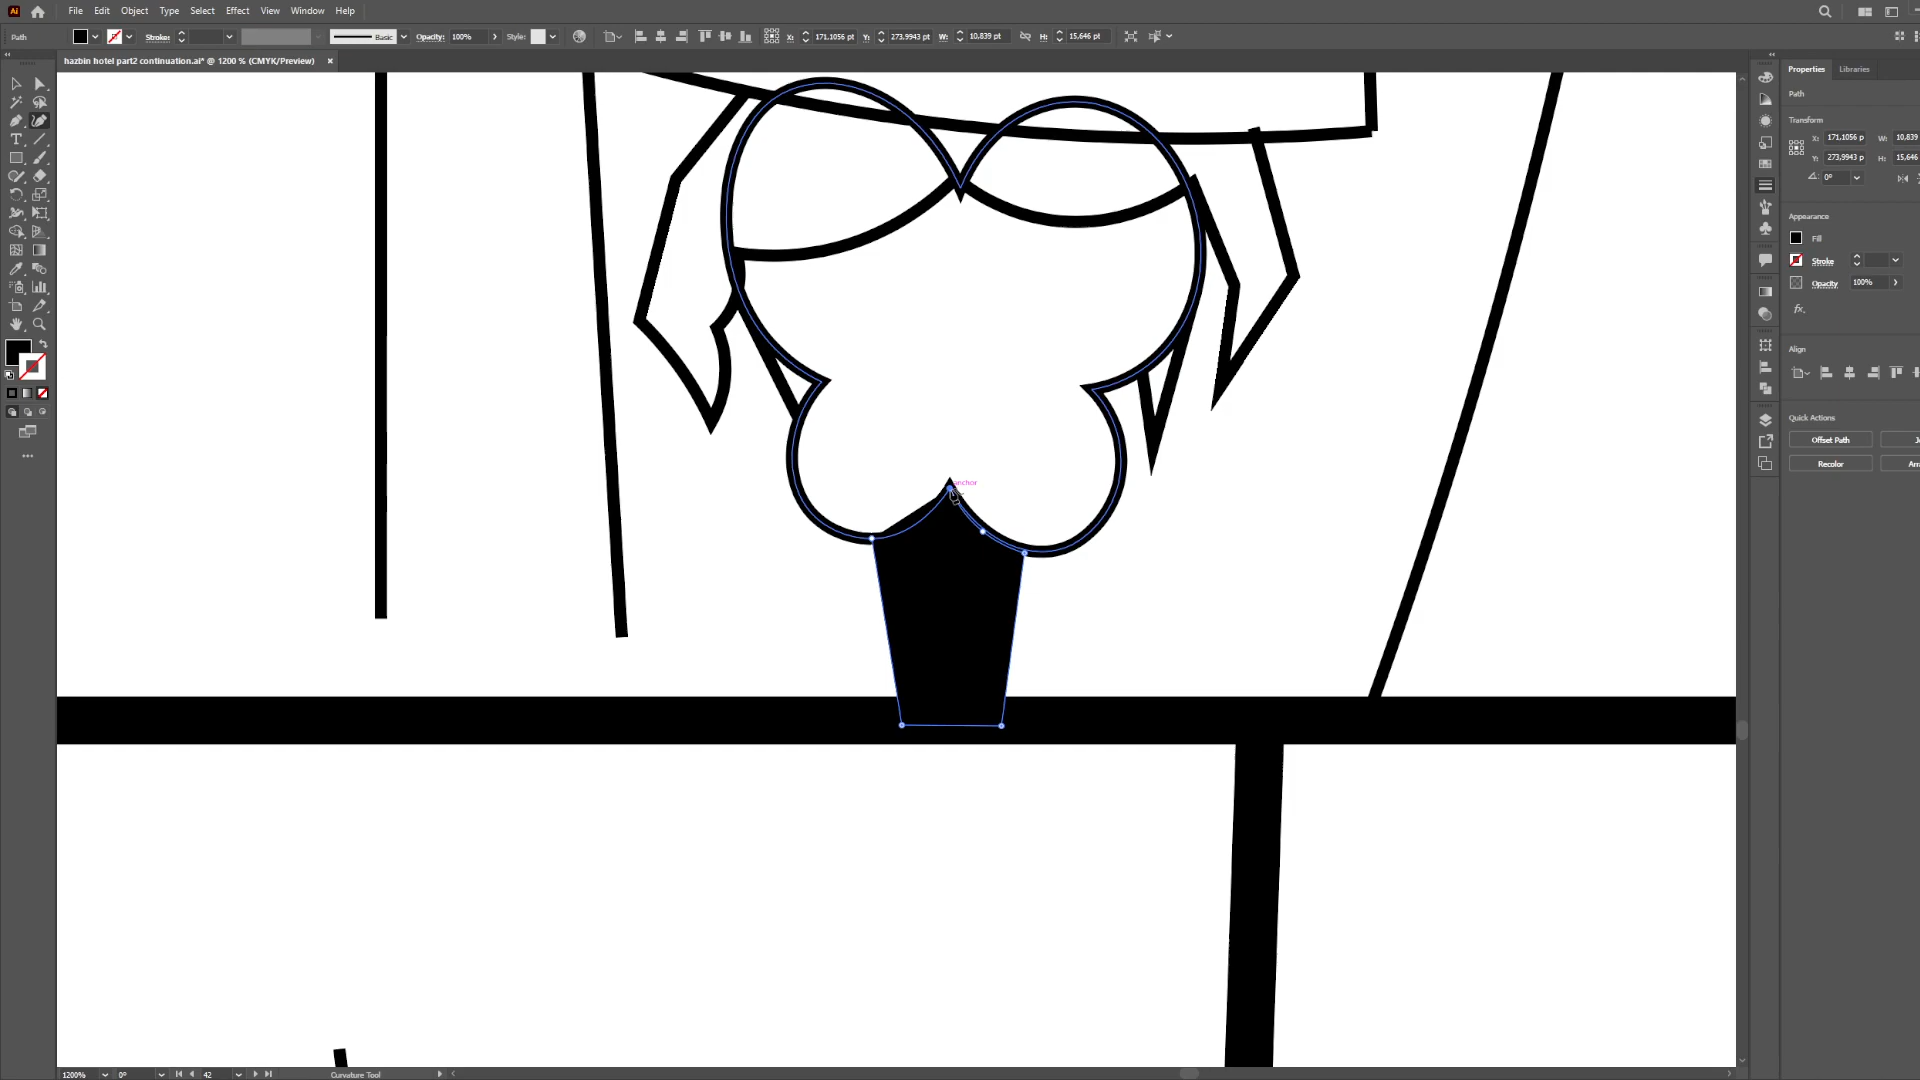 Ai File Edit Object Type Select Effect View Window Help
Path Stroke: Basic Opacity: 100% Style: X: 171,1056 pt Y: 273,9943 pt W: 10,839 pt H: 15,646 pt
hazbin hotel part2 continuation.ai* @ 1200 % (CMYK/Preview) ×
Properties Libraries
Path
Transform
X: 171,1056 p W: 10,839
Y: 273,9943 p H: 15,646
0°
Appearance
Fill
Stroke
Opacity 100%
fx.
Align
Quick Actions
Offset Path
Recolor
anchor
1200% 0° 42 Curvature Tool